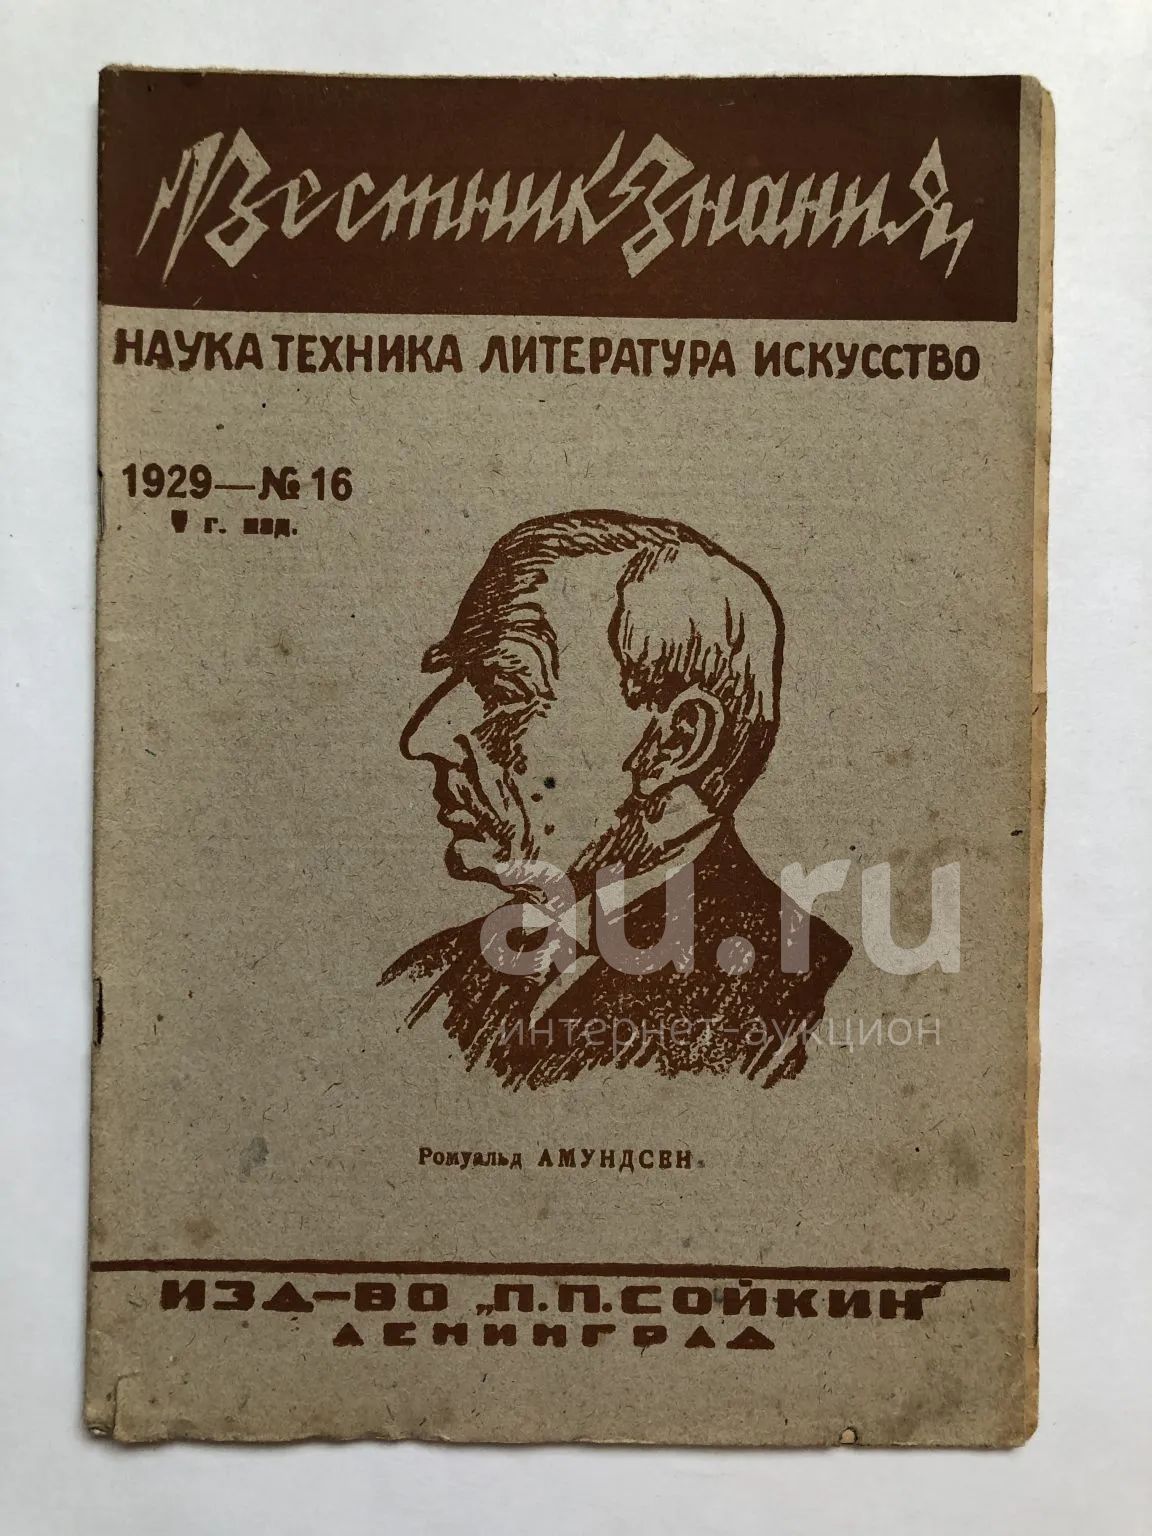 Вестник Знания
НАУКА ТЕХНИКА ЛИТЕРАТУРА ИСКУССТВО
1929—№ 16
V г. изд.
au.ru
интернет-аукцион
Ромуальд АМУНДСЕН.
ИЗД-ВО „П.П.СОЙКИН“
ЛЕНИНГРАД